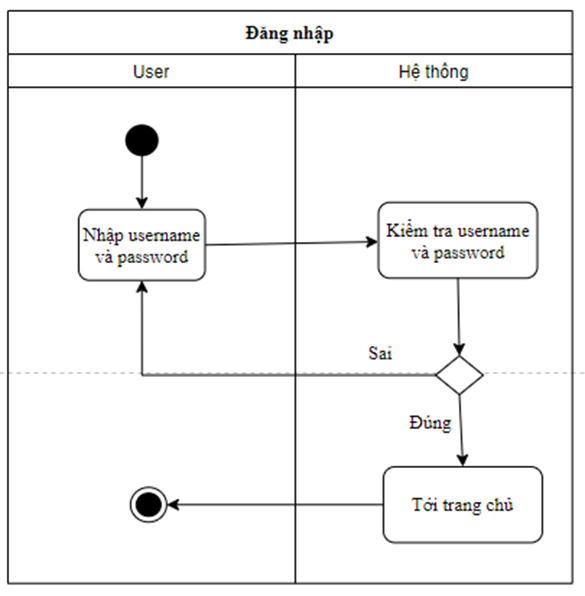 Đăng nhập
User
Hệ thống
Nhập username
và password
Kiểm tra username
và password
Sai
Đúng
Tới trang chủ